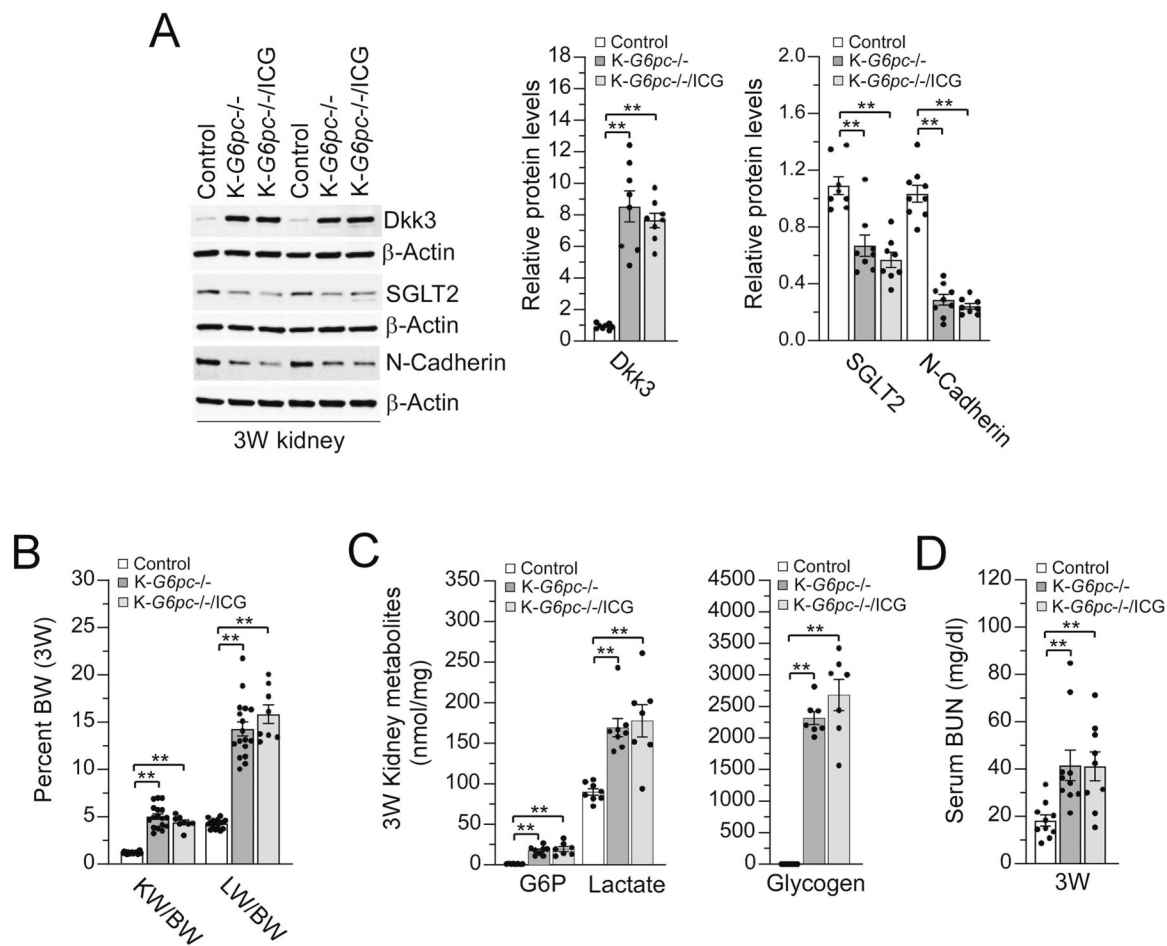 A
Control
K-G6pc-/-
K-G6pc-/-/ICG
Control
K-G6pc-/-
K-G6pc-/-/ICG
Dkk3
β-Actin
SGLT2
β-Actin
N-Cadherin
β-Actin
3W kidney
Control
K-G6pc-/-
K-G6pc-/-/ICG
Relative protein levels
18
16
14
12
10
8
6
4
2
0
**
**
Dkk3
Control
K-G6pc-/-
K-G6pc-/-/ICG
Relative protein levels
2.0
1.6
1.2
0.8
0.4
0.0
**
**
**
**
SGLT2
N-Cadherin
B
Control
K-G6pc-/-
K-G6pc-/-/ICG
Percent BW (3W)
30
25
20
15
10
5
0
**
**
**
**
KW/BW
LW/BW
C
Control
K-G6pc-/-
K-G6pc-/-/ICG
3W Kidney metabolites
(nmol/mg)
350
300
250
200
150
100
50
0
**
**
**
**
G6P
Lactate
Control
K-G6pc-/-
K-G6pc-/-/ICG
4500
4000
3500
3000
2500
2000
1500
1000
500
0
**
**
Glycogen
D
Control
K-G6pc-/-
K-G6pc-/-/ICG
Serum BUN (mg/dl)
120
100
80
60
40
20
0
**
**
3W